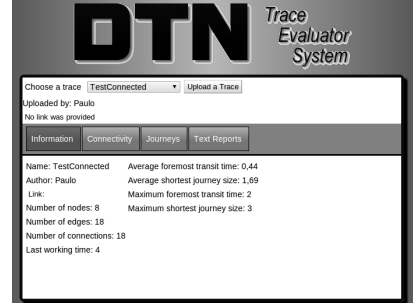 DTN
Trace
Evaluator
System
Choose a trace TestConnected Upload a Trace
Uploaded by: Paulo
No link was provided
Information Connectivity Journeys Text Reports
Name: TestConnected Average foremost transit time: 0,44
Author: Paulo Average shortest journey size: 1,69
Link: Maximum foremost transit time: 2
Number of nodes: 8 Maximum shortest journey size: 3
Number of edges: 18
Number of connections: 18
Last working time: 4